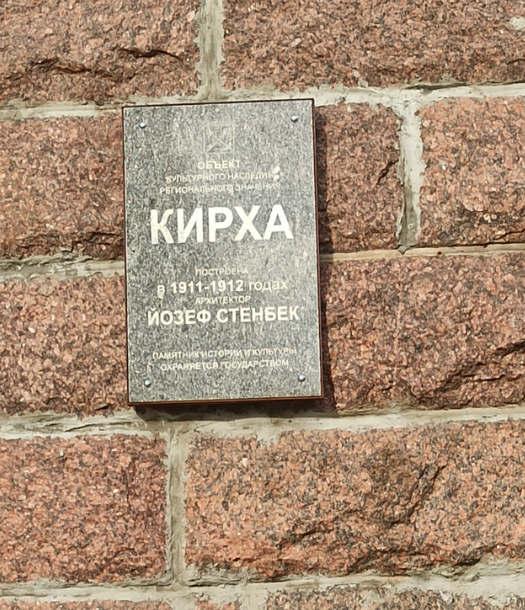 ОБЪЕКТ
КУЛЬТУРНОГО НАСЛЕДИЯ
РЕГИОНАЛЬНОГО ЗНАЧЕНИЯ
КИРХА
ПОСТРОЕНА
в 1911-1912 годах
АРХИТЕКТОР
ЙОЗЕФ СТЕНБЕК
ПАМЯТНИК ИСТОРИИ И КУЛЬТУРЫ
ОХРАНЯЕТСЯ ГОСУДАРСТВОМ